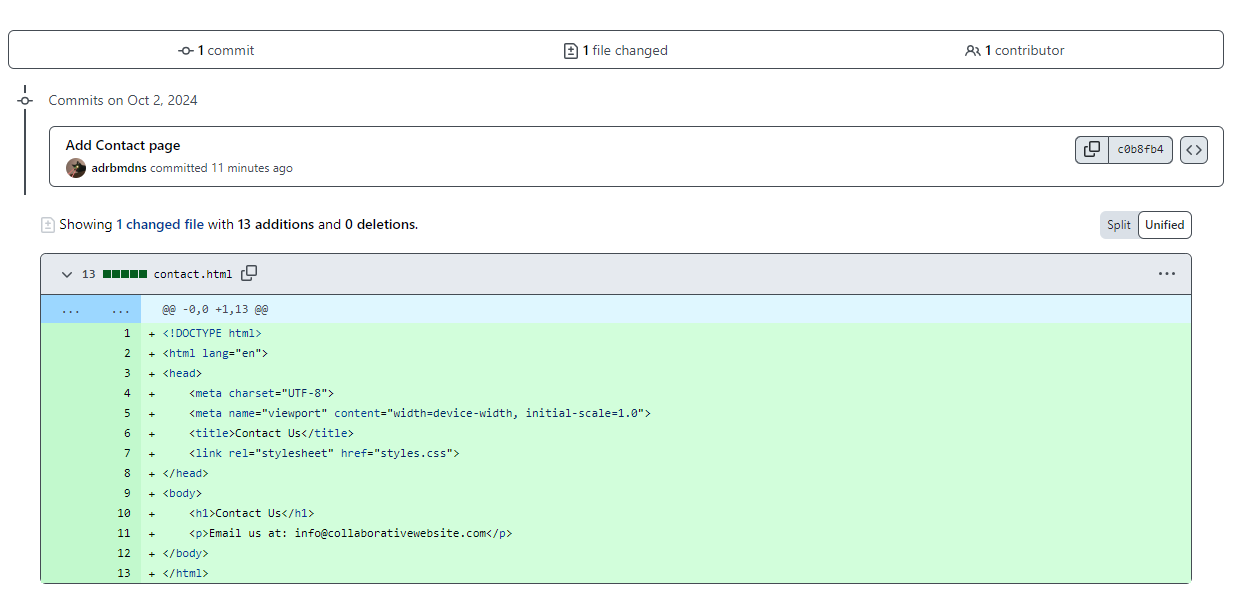 1 commit
1 file changed
1 contributor
Commits on Oct 2, 2024
Add Contact page
c0b8fb4
adrbmdns committed 11 minutes ago
Showing 1 changed file with 13 additions and 0 deletions.
Split Unified
13 contact.html
... ... @@ -0,0 +1,13 @@
1 + <!DOCTYPE html>
2 + <html lang="en">
3 + <head>
4 +     <meta charset="UTF-8">
5 +     <meta name="viewport" content="width=device-width, initial-scale=1.0">
6 +     <title>Contact Us</title>
7 +     <link rel="stylesheet" href="styles.css">
8 + </head>
9 + <body>
10 +     <h1>Contact Us</h1>
11 +     <p>Email us at: info@collaborativewebsite.com</p>
12 + </body>
13 + </html>